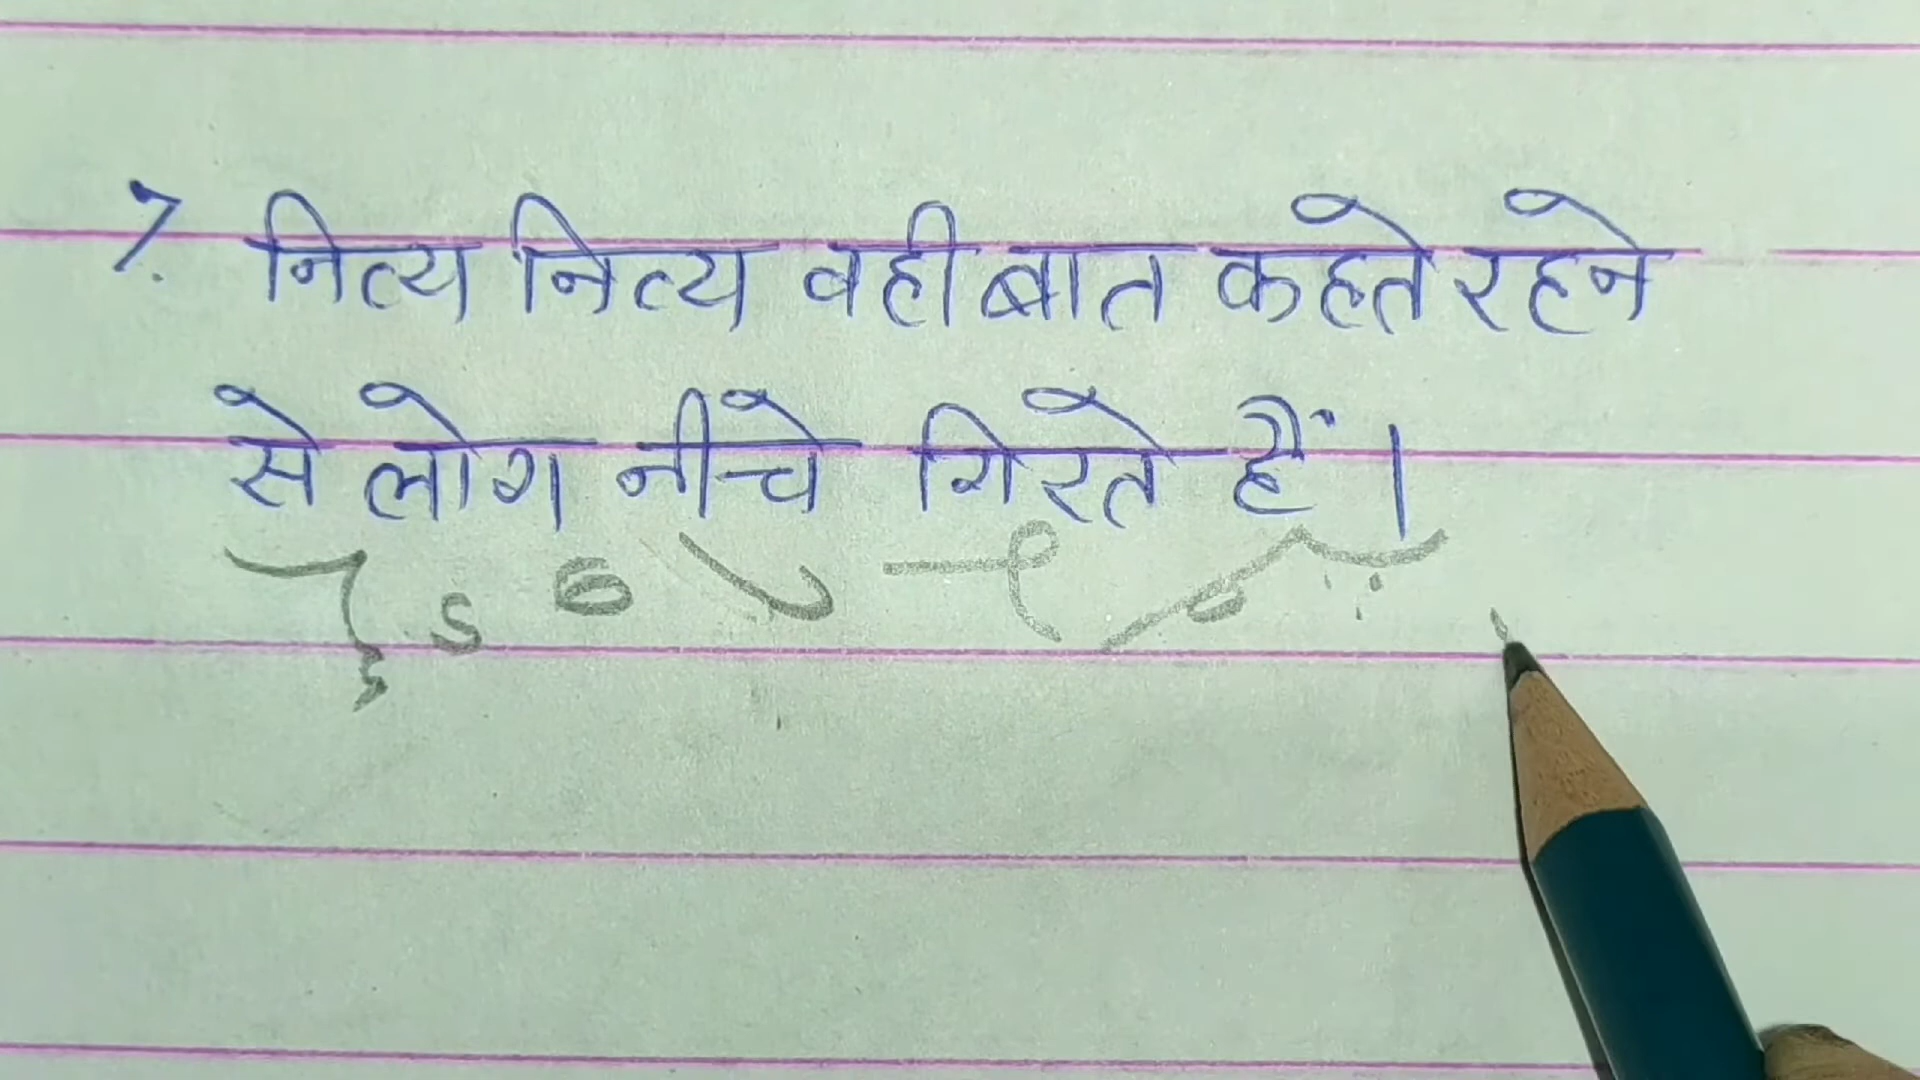 7. नित्य नित्य वही बात कहते रहने
से लोग नीचे गिरते हैं।